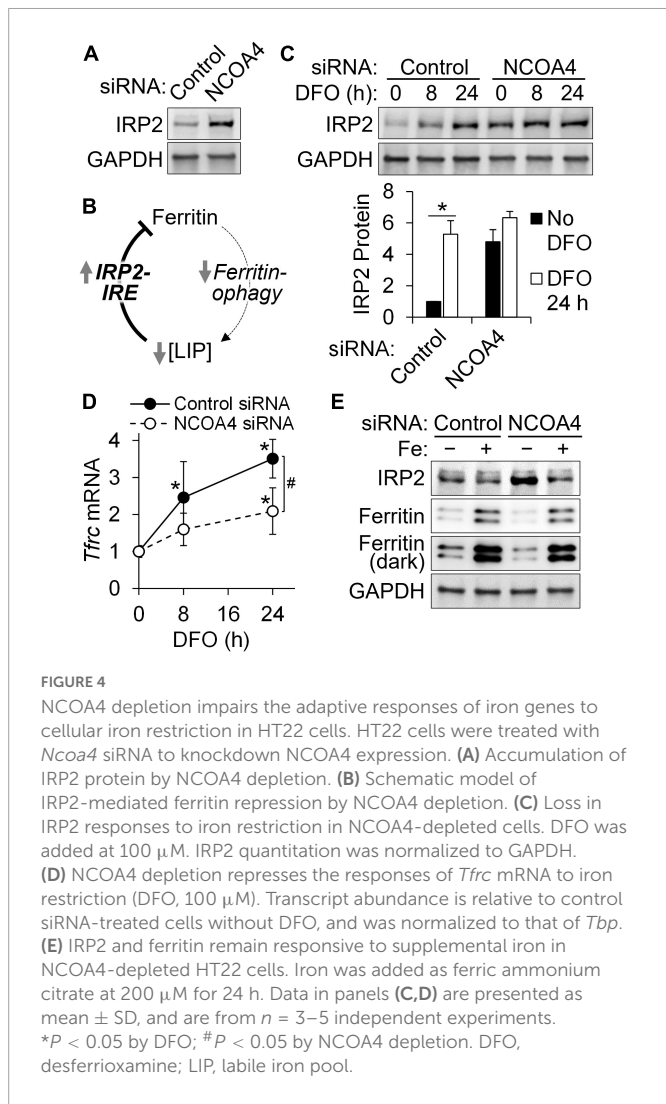 A
siRNA: Control NCOA4
IRP2
GAPDH
B
Ferritin
IRP2-
IRE
Ferritin-
ophagy
[LIP]
C
siRNA: Control NCOA4
DFO (h): 0 8 24 0 8 24
IRP2
GAPDH
IRP2 Protein
8
6
4
2
0
*
No
DFO
DFO
24 h
siRNA: Control NCOA4
D
Control siRNA
NCOA4 siRNA
Tfrc mRNA
4
3
2
1
0
* * * #
0 8 16 24
DFO (h)
E
siRNA: Control NCOA4
Fe: – + – +
IRP2
Ferritin
Ferritin
(dark)
GAPDH
FIGURE 4
NCOA4 depletion impairs the adaptive responses of iron genes to
cellular iron restriction in HT22 cells. HT22 cells were treated with
Ncoa4 siRNA to knockdown NCOA4 expression. (A) Accumulation of
IRP2 protein by NCOA4 depletion. (B) Schematic model of
IRP2-mediated ferritin repression by NCOA4 depletion. (C) Loss in
IRP2 responses to iron restriction in NCOA4-depleted cells. DFO was
added at 100 μM. IRP2 quantitation was normalized to GAPDH.
(D) NCOA4 depletion represses the responses of Tfrc mRNA to iron
restriction (DFO, 100 μM). Transcript abundance is relative to control
siRNA-treated cells without DFO, and was normalized to that of Tbp.
(E) IRP2 and ferritin remain responsive to supplemental iron in
NCOA4-depleted HT22 cells. Iron was added as ferric ammonium
citrate at 200 μM for 24 h. Data in panels (C,D) are presented as
mean ± SD, and are from n = 3–5 independent experiments.
*P < 0.05 by DFO; #P < 0.05 by NCOA4 depletion. DFO,
desferrioxamine; LIP, labile iron pool.